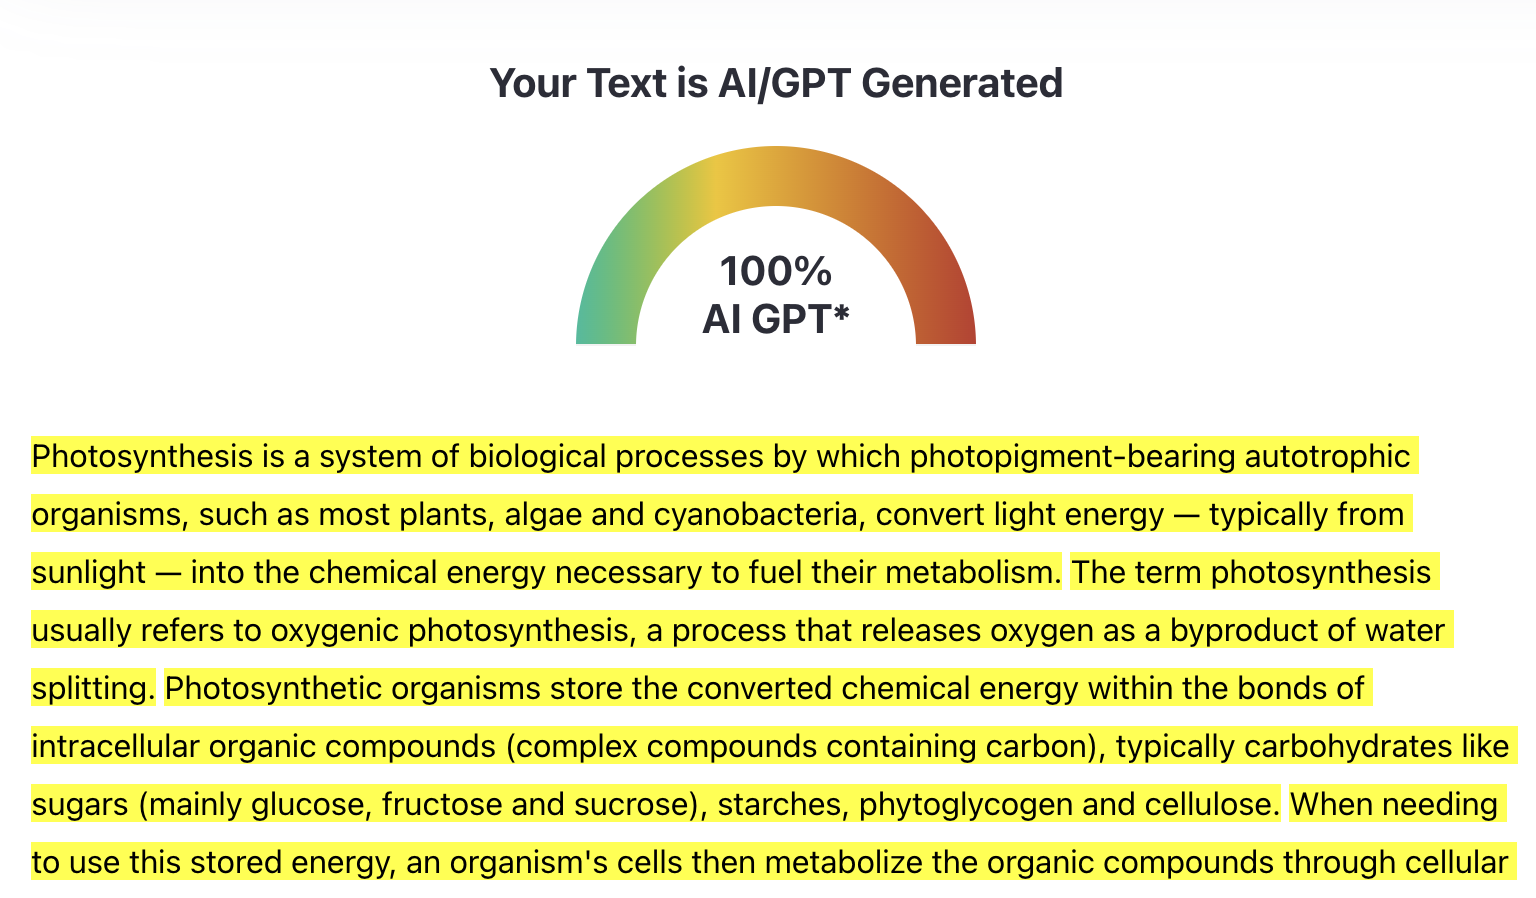 Your Text is AI/GPT Generated
100%
AI GPT*
Photosynthesis is a system of biological processes by which photopigment-bearing autotrophic
organisms, such as most plants, algae and cyanobacteria, convert light energy — typically from
sunlight — into the chemical energy necessary to fuel their metabolism. The term photosynthesis
usually refers to oxygenic photosynthesis, a process that releases oxygen as a byproduct of water
splitting. Photosynthetic organisms store the converted chemical energy within the bonds of
intracellular organic compounds (complex compounds containing carbon), typically carbohydrates like
sugars (mainly glucose, fructose and sucrose), starches, phytoglycogen and cellulose. When needing
to use this stored energy, an organism's cells then metabolize the organic compounds through cellular